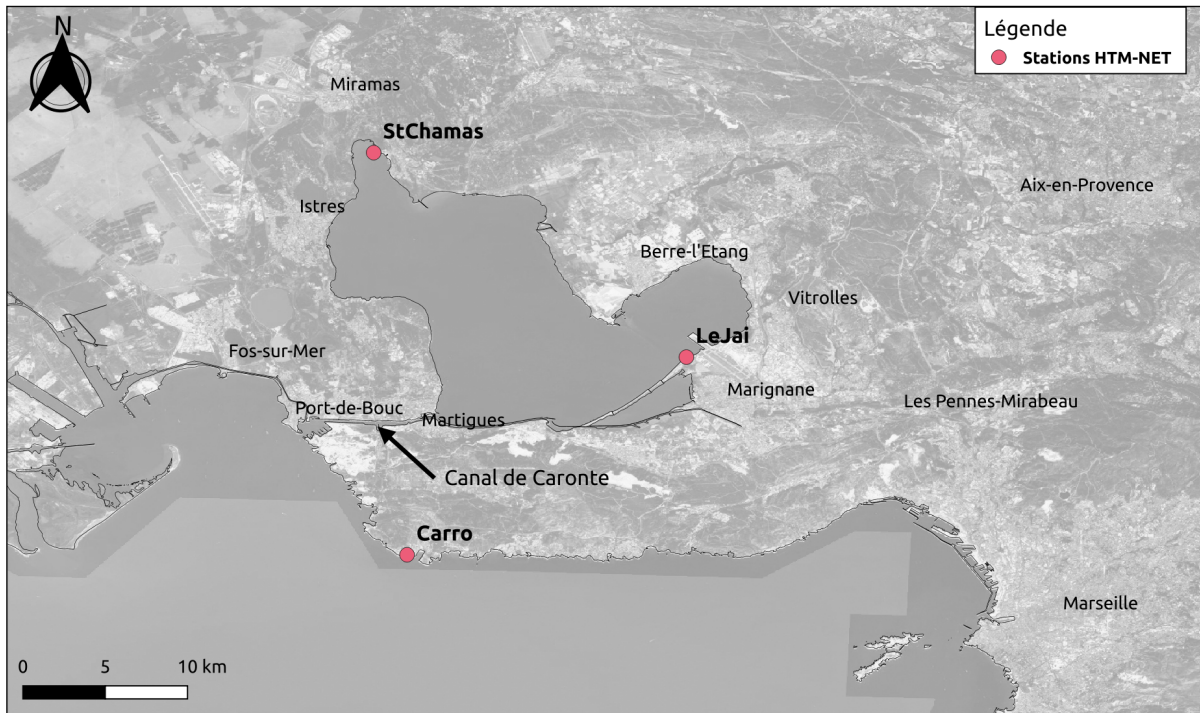 N
Légende
Stations HTM-NET
Miramas
StChamas
Aix-en-Provence
Istres
Berre-l'Etang
Vitrolles
LeJai
Fos-sur-Mer
Marignane
Les Pennes-Mirabeau
Port-de-Bouc
Martigues
Canal de Caronte
Carro
Marseille
0 5 10 km